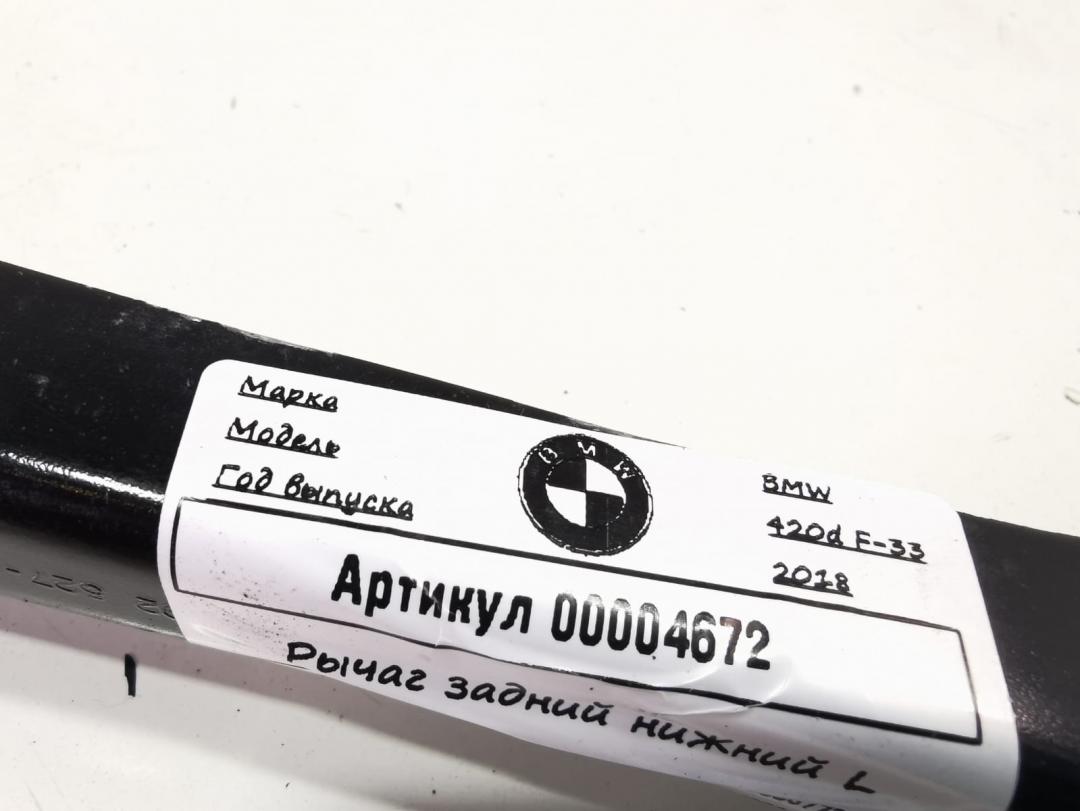 Марка
Модель
Год выпуска
BMW
BMW
420d F-33
2018
Артикул 00004672
Рычаг задний нижний L